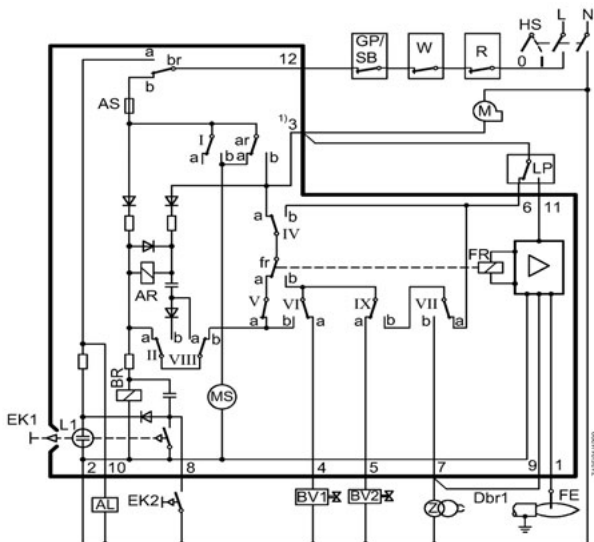 HS L N
GP/ SB W R
0 I
a br 12
b
AS
M
1) 3
I ar
a b a b
LP
6 11
a b
IV
fr
FR
AR
a b
V VI IX VII
b a b a b a b a
a b a b
II VIII
BR
MS
EK1 L1
2 10 8 4 5 7 9 1
AL EK2 BV1 BV2 Z Dbr1 FE